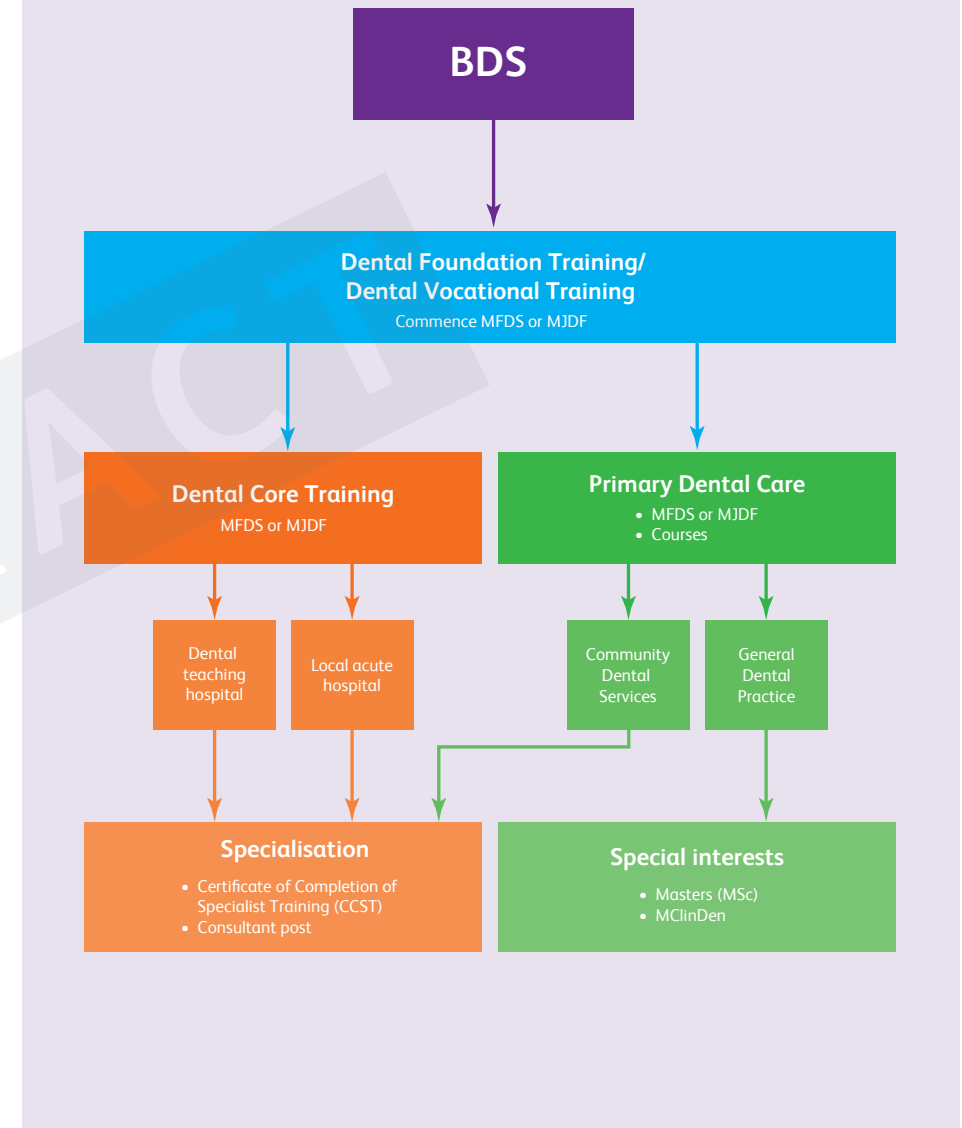 BDS
Dental Foundation Training/
Dental Vocational Training
Commence MFDS or MJDF
Dental Core Training
MFDS or MJDF
Primary Dental Care
• MFDS or MJDF
• Courses
Dental
teaching
hospital
Local acute
hospital
Community
Dental
Services
General
Dental
Practice
Specialisation
• Certificate of Completion of
Specialist Training (CCST)
• Consultant post
Special interests
• Masters (MSc)
• MClinDen
ACT